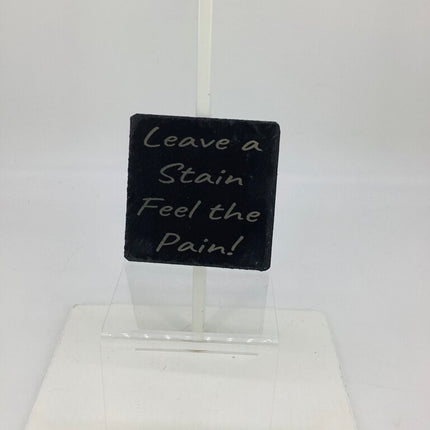 Leave a
Stain
Feel the
Pain!